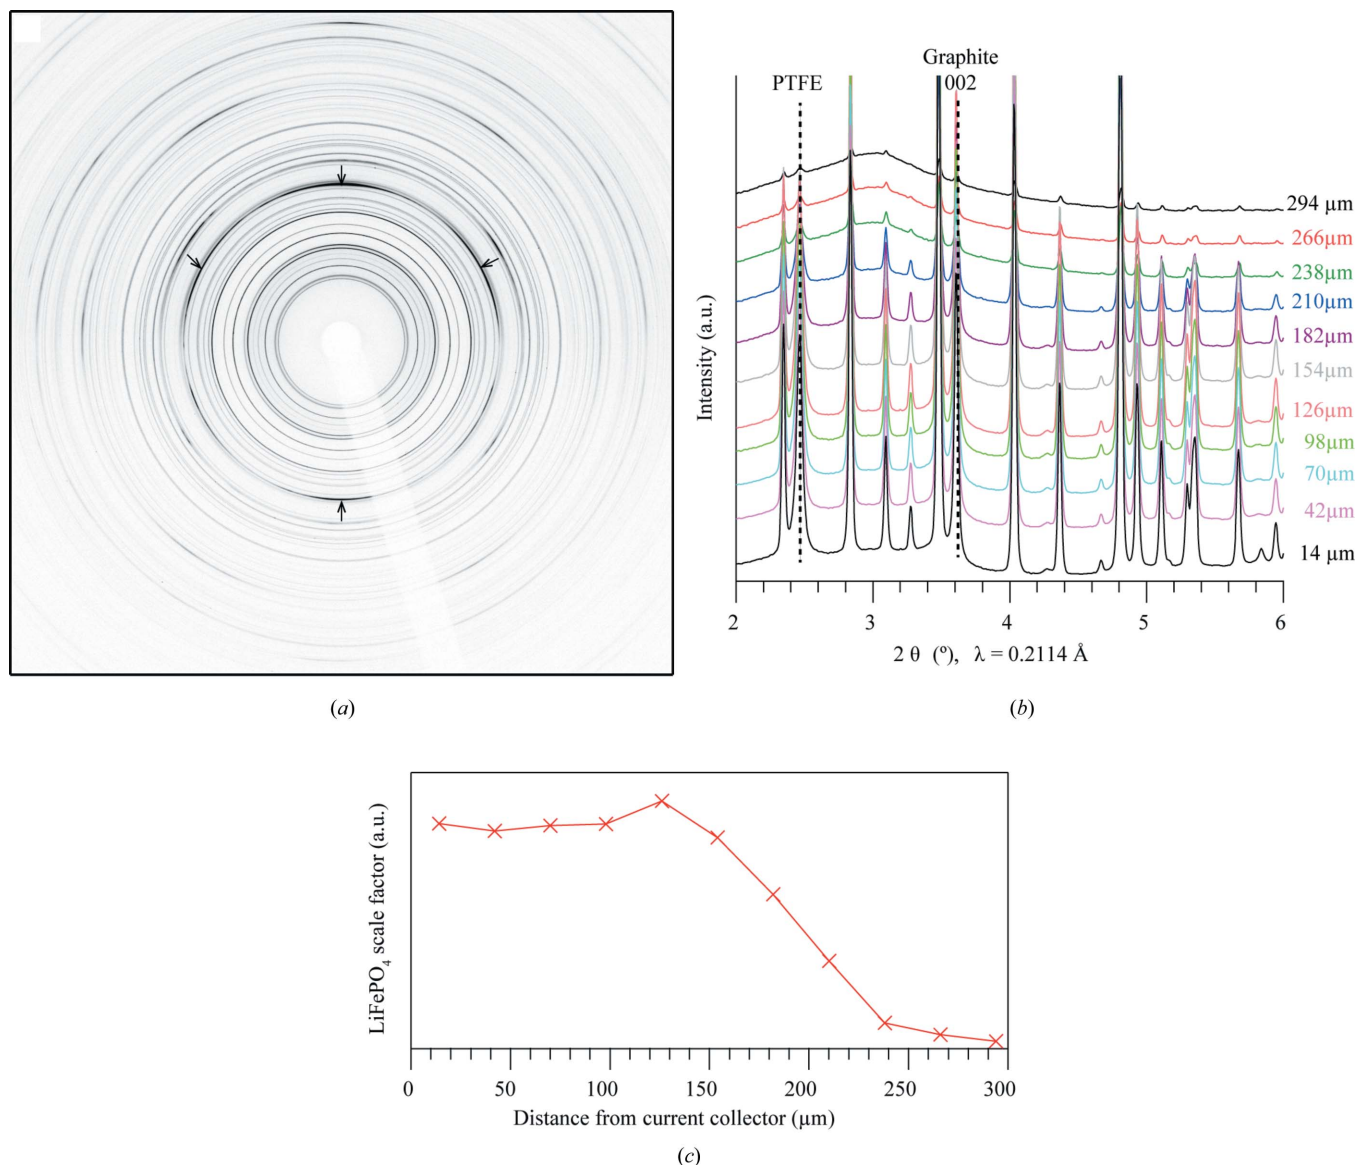 (a)
Graphite
PTFE
002
Intensity (a.u.)
294 µm
266µm
238µm
210µm
182µm
154µm
126µm
98µm
70µm
42µm
14 µm
2 3 4 5 6
2 θ (º), λ = 0.2114 Å
(b)
LiFePO4 scale factor (a.u.)
0 50 100 150 200 250 300
Distance from current collector (µm)
(c)